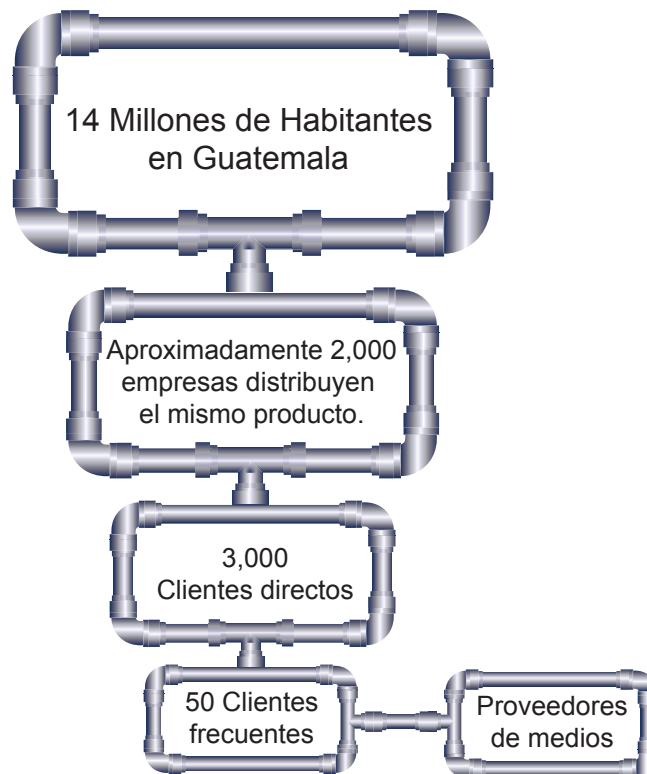 14 Millones de Habitantes
en Guatemala
Aproximadamente 2,000
empresas distribuyen
el mismo producto.
3,000
Clientes directos
50 Clientes
frecuentes
Proveedores
de medios